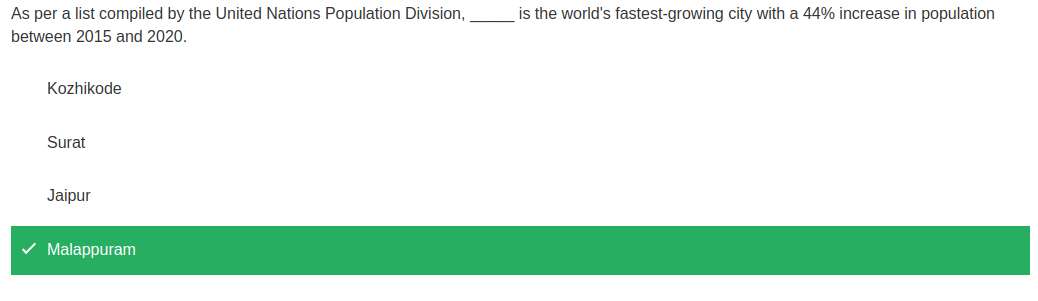 As per a list compiled by the United Nations Population Division, _____ is the world's fastest-growing city with a 44% increase in population
between 2015 and 2020.
Kozhikode
Surat
Jaipur
Malappuram